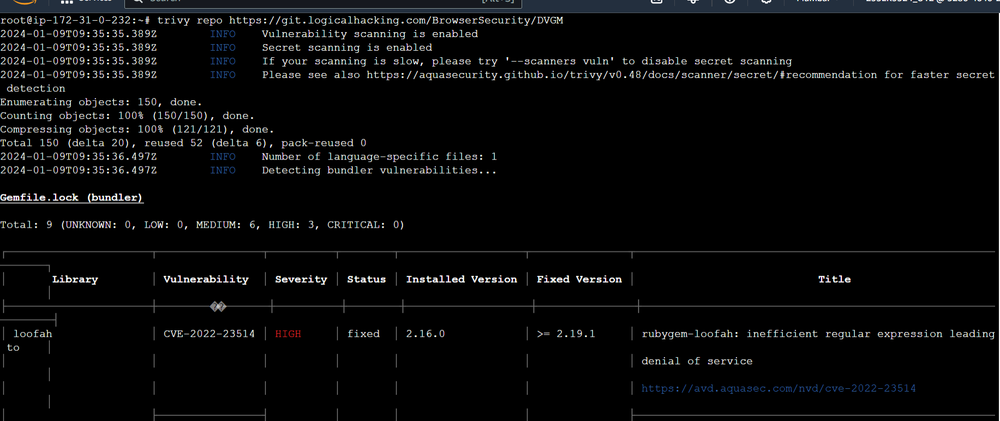 Services
Search
[Alt+S]
Mumbai
root@ip-172-31-0-232:~# trivy repo https://git.logicalhacking.com/BrowserSecurity/DVGM
2024-01-09T09:35:35.389Z INFO Vulnerability scanning is enabled
2024-01-09T09:35:35.389Z INFO Secret scanning is enabled
2024-01-09T09:35:35.389Z INFO If your scanning is slow, please try '--scanners vuln' to disable secret scanning
2024-01-09T09:35:35.389Z INFO Please see also https://aquasecurity.github.io/trivy/v0.48/docs/scanner/secret/#recommendation for faster secret
detection
Enumerating objects: 150, done.
Counting objects: 100% (150/150), done.
Compressing objects: 100% (121/121), done.
Total 150 (delta 20), reused 52 (delta 6), pack-reused 0
2024-01-09T09:35:36.497Z INFO Number of language-specific files: 1
2024-01-09T09:35:36.497Z INFO Detecting bundler vulnerabilities...
Gemfile.lock (bundler)
Total: 9 (UNKNOWN: 0, LOW: 0, MEDIUM: 6, HIGH: 3, CRITICAL: 0)
Library Vulnerability Severity Status Installed Version Fixed Version Title
loofah CVE-2022-23514 HIGH fixed 2.16.0 >= 2.19.1 rubygem-loofah: inefficient regular expression leading
to
denial of service
https://avd.aquasec.com/nvd/cve-2022-23514